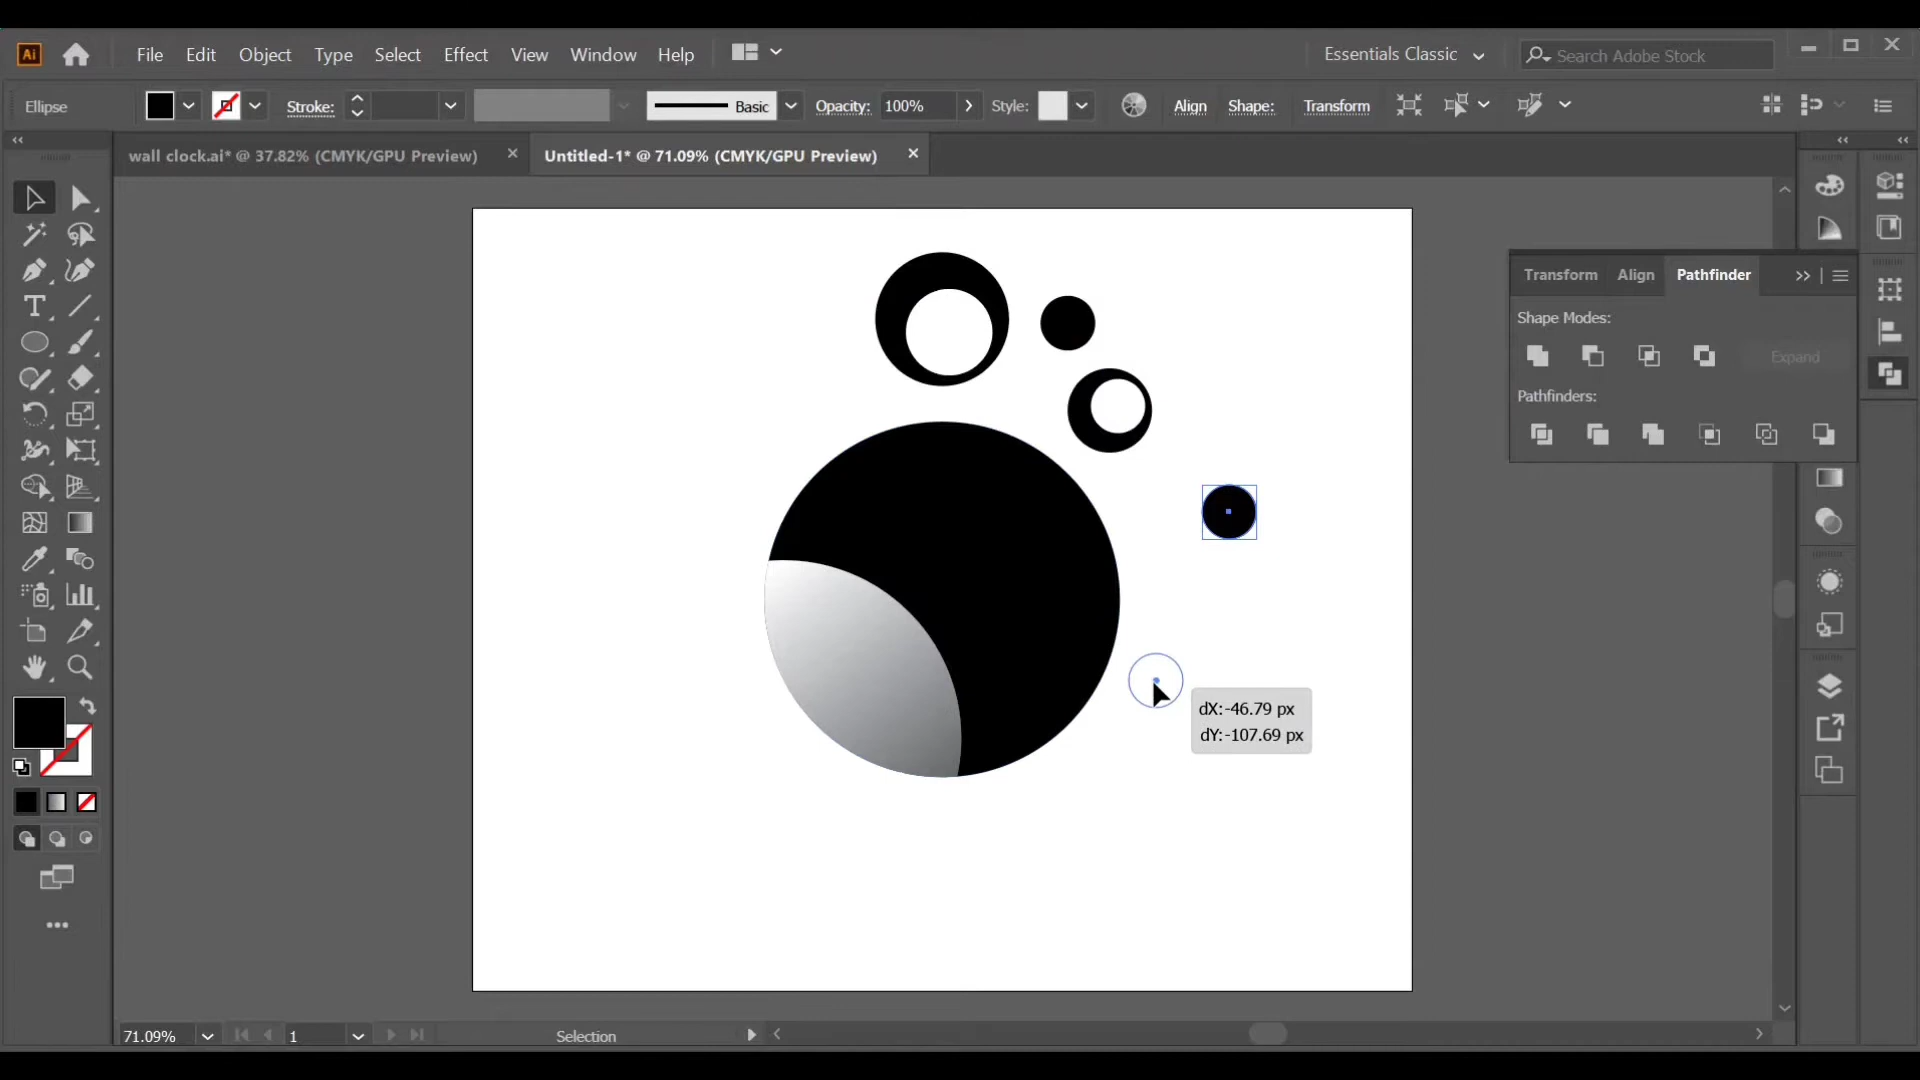 Ai File Edit Object Type Select Effect View Window Help Essentials Classic Search Adobe Stock
Ellipse Stroke: Basic Opacity: 100% Style: Align Shape: Transform
wall clock.ai* @ 37.82% (CMYK/GPU Preview) Untitled-1* @ 71.09% (CMYK/GPU Preview)
Transform Align Pathfinder
Shape Modes:
Expand
Pathfinders:
dX:-46.79 px
dY:-107.69 px
71.09% 1 Selection